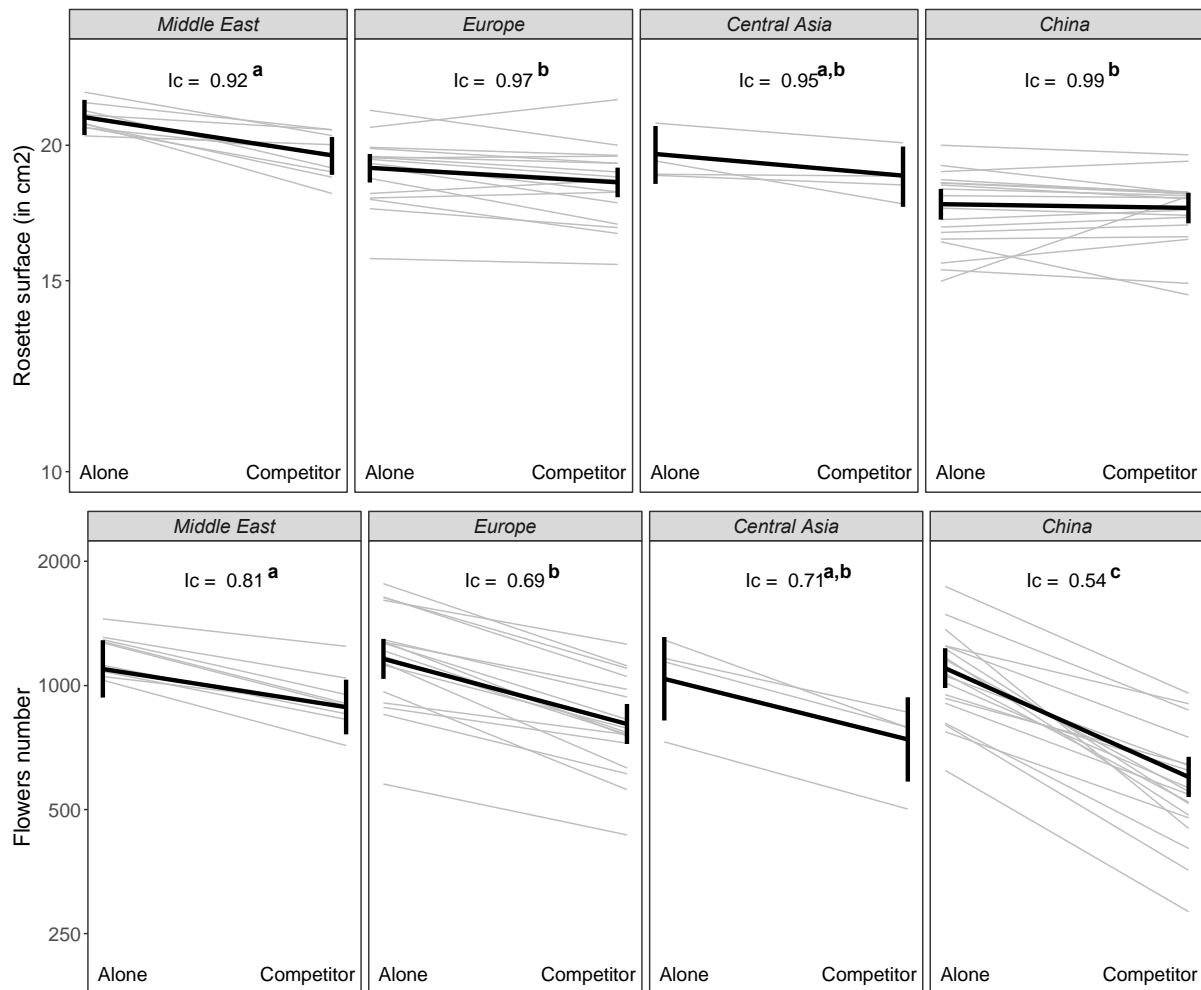 Middle East Europe Central Asia China
Ic = 0.92 a Ic = 0.97 b Ic = 0.95 a,b Ic = 0.99 b
20
15
10
Rosette surface (in cm2)
Alone Competitor Alone Competitor Alone Competitor Alone Competitor
Middle East Europe Central Asia China
2000
Ic = 0.81 a Ic = 0.69 b Ic = 0.71 a,b Ic = 0.54 c
1000
500
250
Flowers number
Alone Competitor Alone Competitor Alone Competitor Alone Competitor